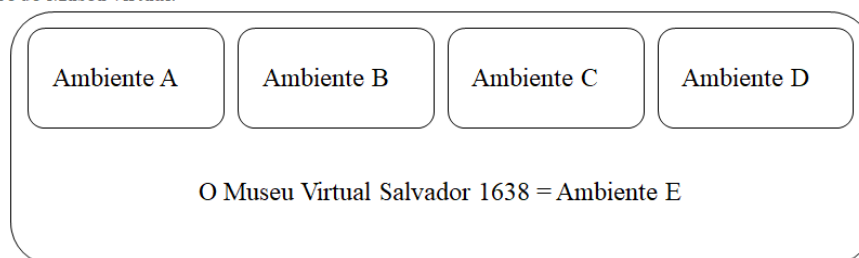 Ambiente A
Ambiente B
Ambiente C
Ambiente D
O Museu Virtual Salvador 1638 = Ambiente E